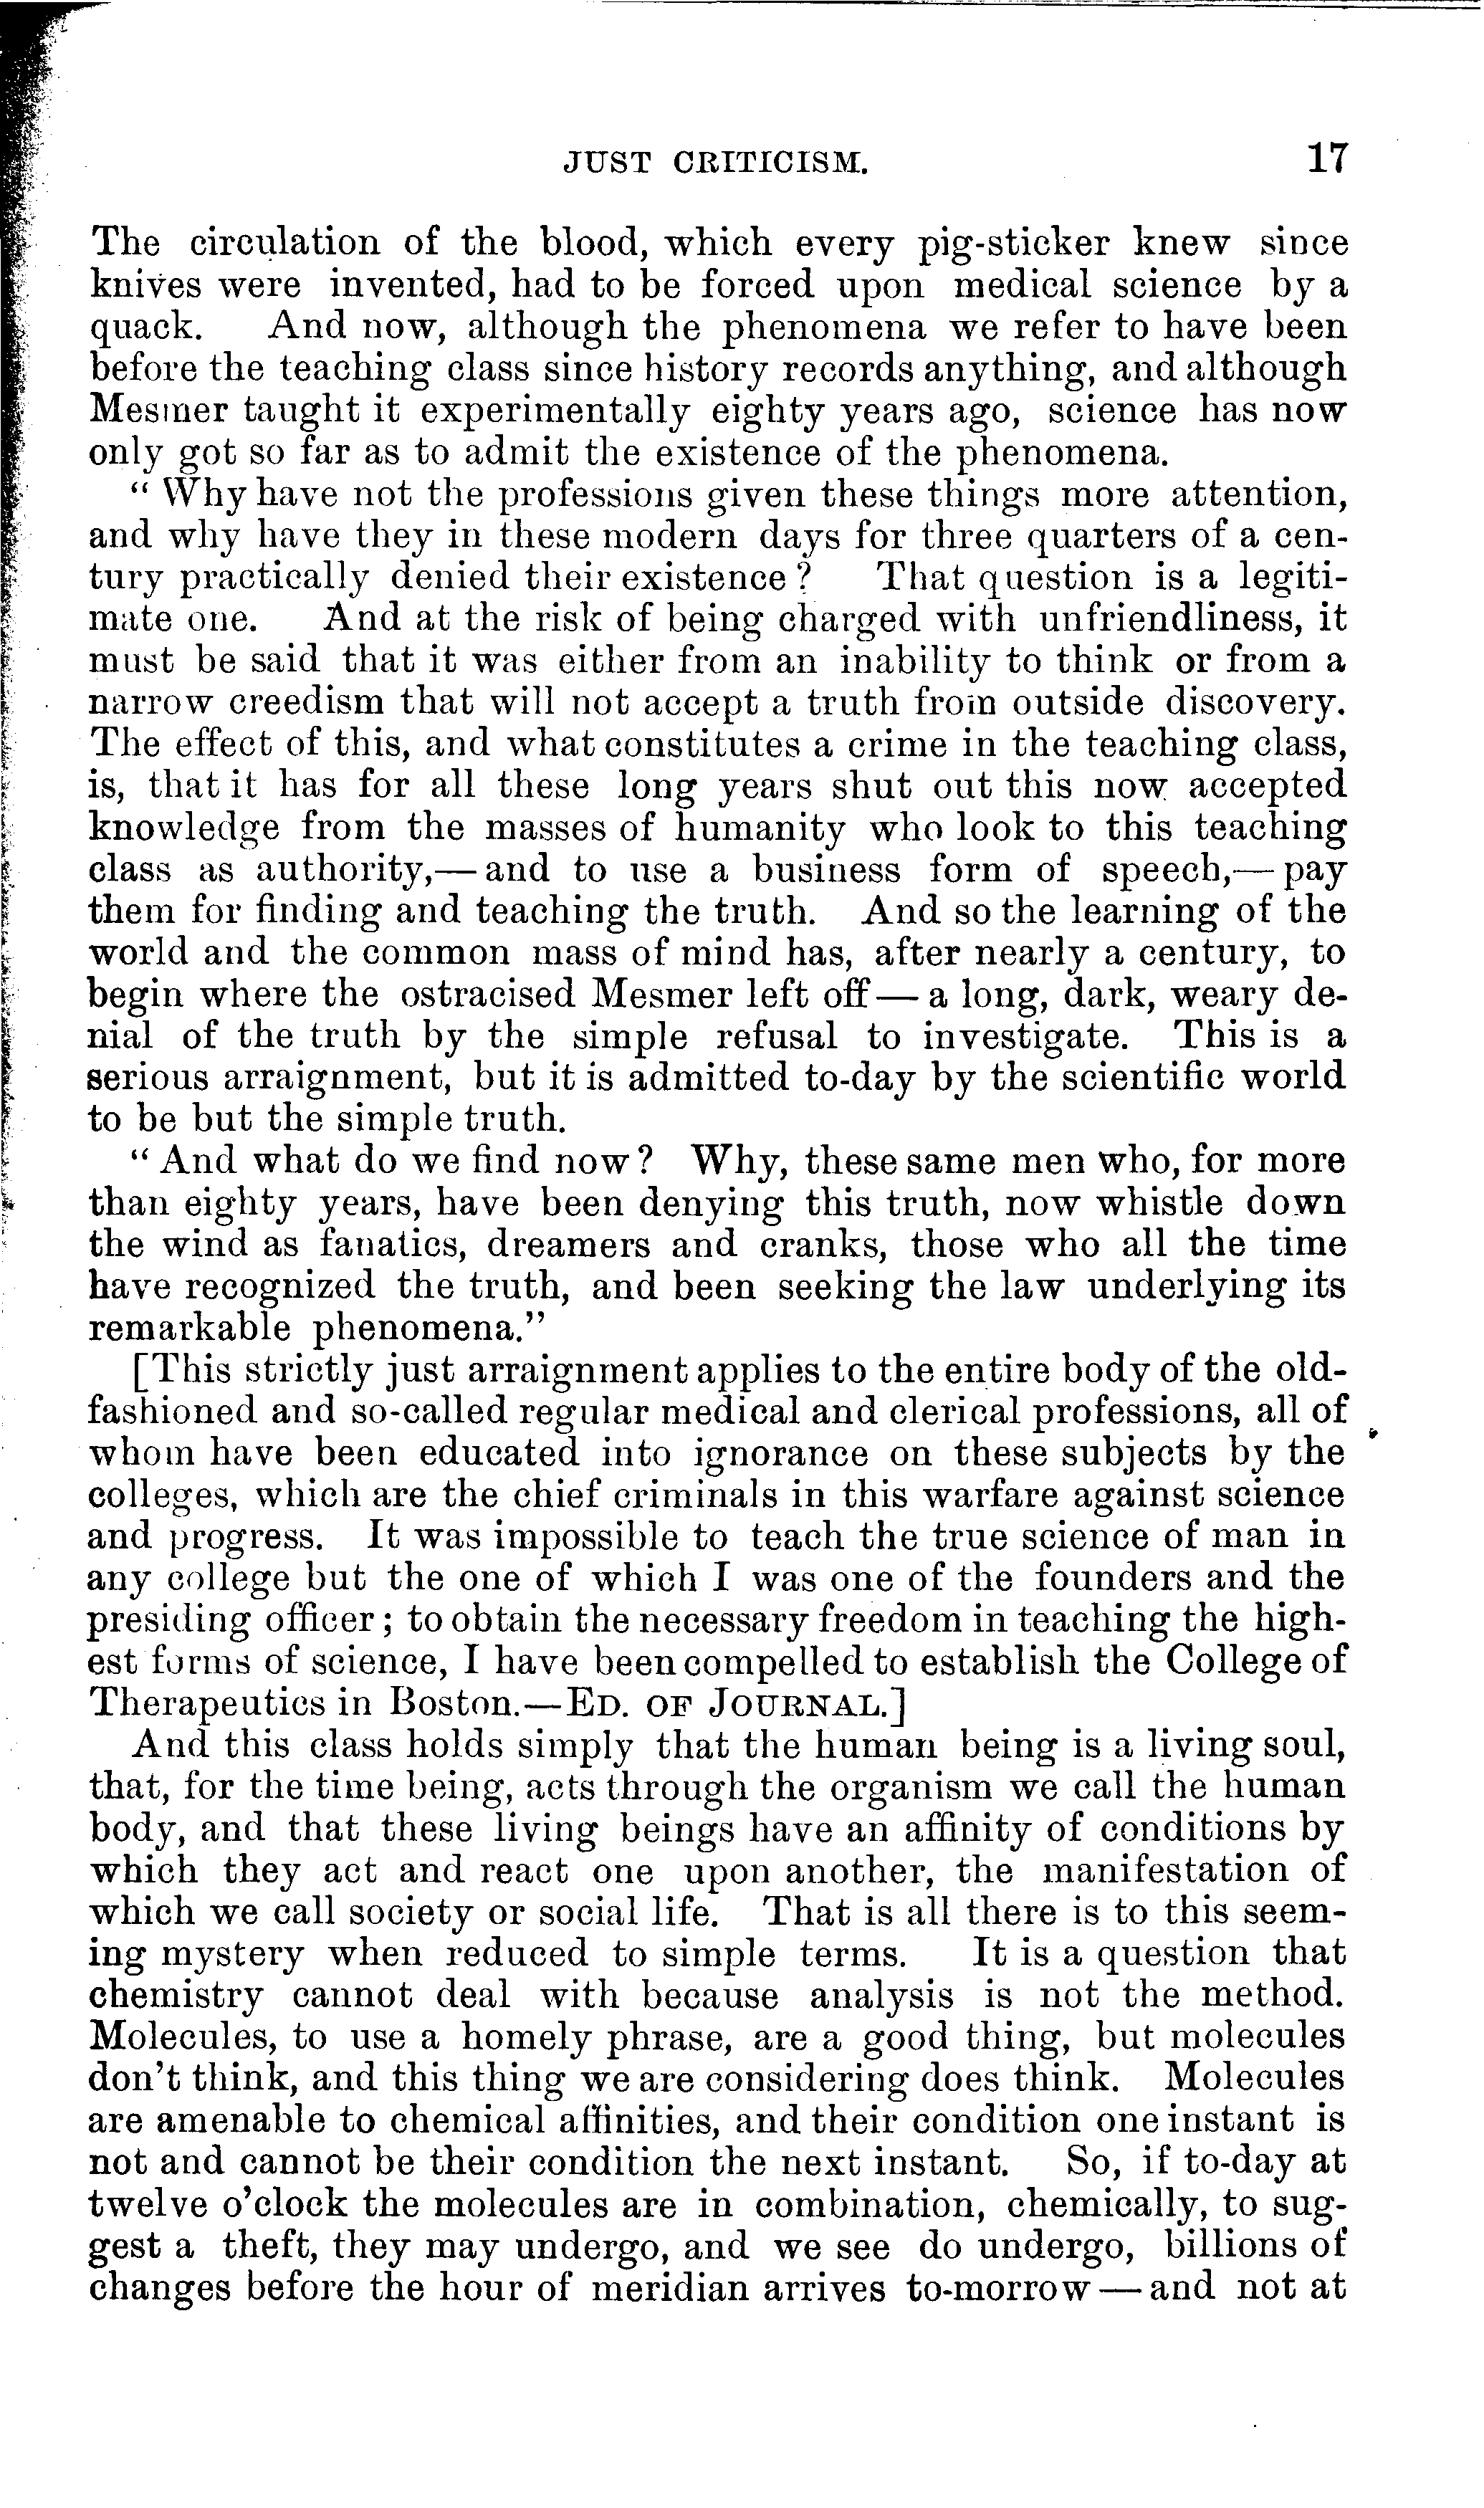 JUST CRITICISM. 17
The circulation of the blood, which every pig-sticker knew since
knives were invented, had to be forced upon medical science by a
quack. And now, although the phenomena we refer to have been
before the teaching class since history records anything, and although
Mesmer taught it experimentally eighty years ago, science has now
only got so far as to admit the existence of the phenomena.
“ Why have not the professions given these things more attention,
and why have they in these modern days for three quarters of a cen-
tury practically denied their existence ? That question is a legiti-
mate one. And at the risk of being charged with unfriendliness, it
must be said that it was either from an inability to think or from a
narrow creedism that will not accept a truth from outside discovery.
The effect of this, and what constitutes a crime in the teaching class,
is, that it has for all these long years shut out this now accepted
knowledge from the masses of humanity who look to this teaching
class as authority,— and to use a business form of speech,— pay
them for finding and teaching the truth. And so the learning of the
world and the common mass of mind has, after nearly a century, to
begin where the ostracised Mesmer left off — a long, dark, weary de-
nial of the truth by the simple refusal to investigate. This is a
serious arraignment, but it is admitted to-day by the scientific world
to be but the simple truth.
“ And what do we find now? Why, these same men who, for more
than eighty years, have been denying this truth, now whistle down
the wind as fanatics, dreamers and cranks, those who all the time
have recognized the truth, and been seeking the law underlying its
remarkable phenomena.”
[This strictly just arraignment applies to the entire body of the old-
fashioned and so-called regular medical and clerical professions, all of
whom have been educated into ignorance on these subjects by the
colleges, which are the chief criminals in this warfare against science
and progress. It was impossible to teach the true science of man in
any college but the one of which I was one of the founders and the
presiding officer; to obtain the necessary freedom in teaching the high-
est forms of science, I have been compelled to establish the College of
Therapeutics in Boston.—ED. OF JOURNAL.]
And this class holds simply that the human being is a living soul,
that, for the time being, acts through the organism we call the human
body, and that these living beings have an affinity of conditions by
which they act and react one upon another, the manifestation of
which we call society or social life. That is all there is to this seem-
ing mystery when reduced to simple terms. It is a question that
chemistry cannot deal with because analysis is not the method.
Molecules, to use a homely phrase, are a good thing, but molecules
don't think, and this thing we are considering does think. Molecules
are amenable to chemical affinities, and their condition one instant is
not and cannot be their condition the next instant. So, if to-day at
twelve o'clock the molecules are in combination, chemically, to sug-
gest a theft, they may undergo, and we see do undergo, billions of
changes before the hour of meridian arrives to-morrow — and not at